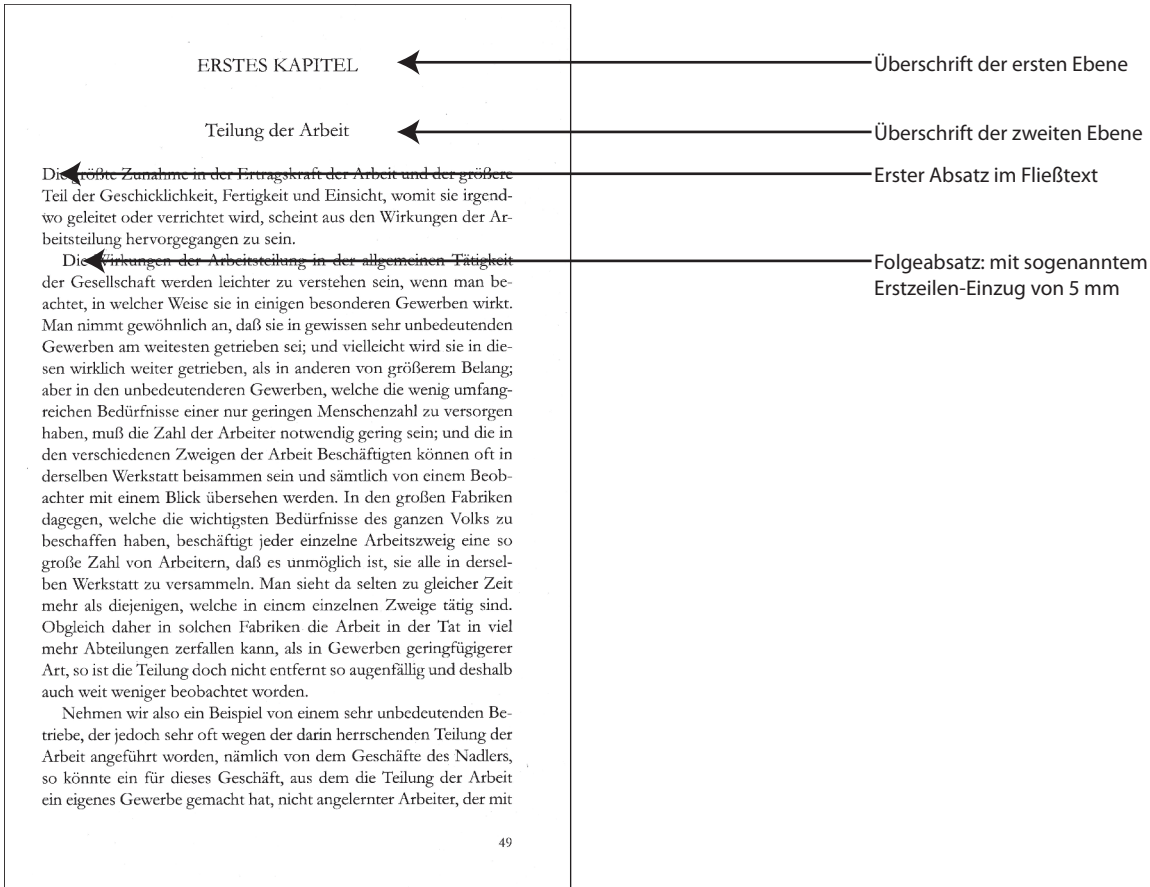 ERSTES KAPITEL
Überschrift der ersten Ebene
Teilung der Arbeit
Überschrift der zweiten Ebene
Die größte Zunahme in der Ertragskraft der Arbeit und der größere
Erster Absatz im Fließtext
Teil der Geschicklichkeit, Fertigkeit und Einsicht, womit sie irgend-
wo geleitet oder verrichtet wird, scheint aus den Wirkungen der Ar-
beitsteilung hervorgegangen zu sein.
Die Wirkungen der Arbeitsteilung in der allgemeinen Tätigkeit
Folgeabsatz: mit sogenanntem
Erstzeilen-Einzug von 5 mm
der Gesellschaft werden leichter zu verstehen sein, wenn man be-
achtet, in welcher Weise sie in einigen besonderen Gewerben wirkt.
Man nimmt gewöhnlich an, daß sie in gewissen sehr unbedeutenden
Gewerben am weitesten getrieben sei; und vielleicht wird sie in die-
sen wirklich weiter getrieben, als in anderen von größerem Belang;
aber in den unbedeutenderen Gewerben, welche die wenig umfang-
reichen Bedürfnisse einer nur geringen Menschenzahl zu versorgen
haben, muß die Zahl der Arbeiter notwendig gering sein; und die in
den verschiedenen Zweigen der Arbeit Beschäftigten können oft in
derselben Werkstatt beisammen sein und sämtlich von einem Beob-
achter mit einem Blick übersehen werden. In den großen Fabriken
dagegen, welche die wichtigsten Bedürfnisse des ganzen Volks zu
beschaffen haben, beschäftigt jeder einzelne Arbeitszweig eine so
große Zahl von Arbeitern, daß es unmöglich ist, sie alle in dersel-
ben Werkstatt zu versammeln. Man sieht da selten zu gleicher Zeit
mehr als diejenigen, welche in einem einzelnen Zweige tätig sind.
Obgleich daher in solchen Fabriken die Arbeit in der Tat in viel
mehr Abteilungen zerfallen kann, als in Gewerben geringfügigerer
Art, so ist die Teilung doch nicht entfernt so augenfällig und deshalb
auch weit weniger beobachtet worden.
Nehmen wir also ein Beispiel von einem sehr unbedeutenden Be-
triebe, der jedoch sehr oft wegen der darin herrschenden Teilung der
Arbeit angeführt worden, nämlich von dem Geschäfte des Nadlers,
so könnte ein für dieses Geschäft, aus dem die Teilung der Arbeit
ein eigenes Gewerbe gemacht hat, nicht angelernter Arbeiter, der mit
49